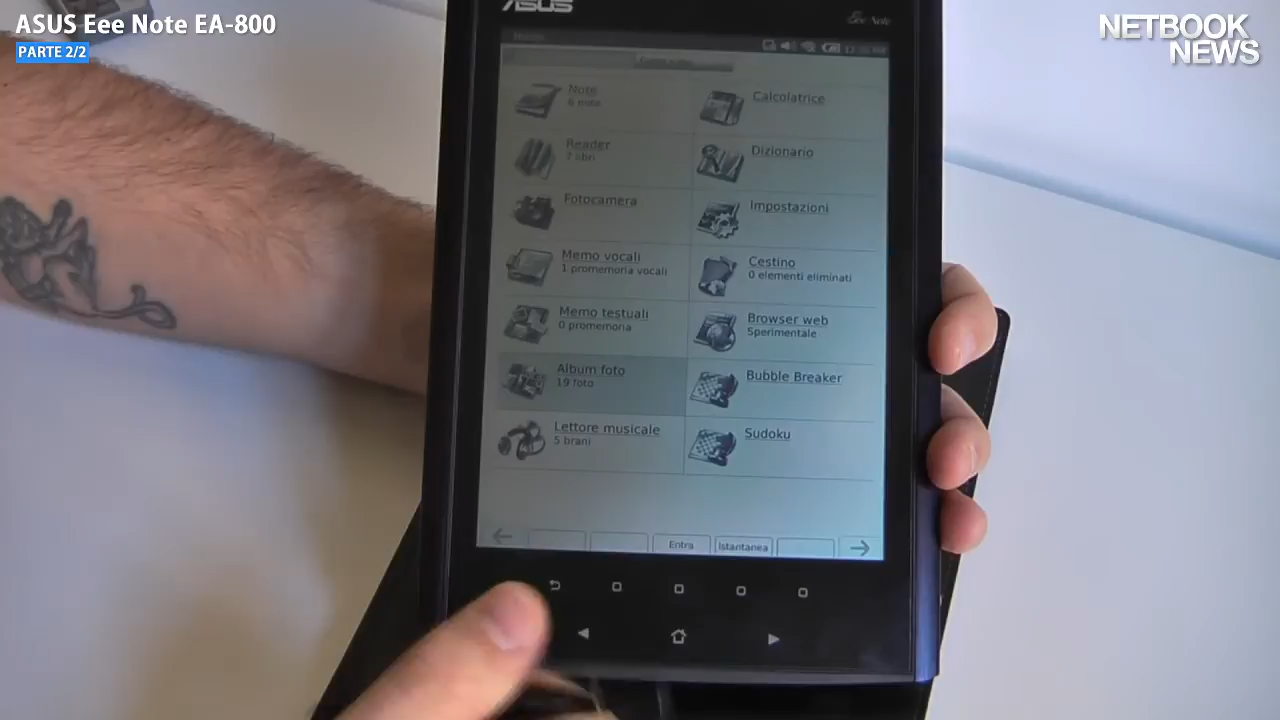 ASUS Eee Note EA-800
PARTE 2/2
NETBOOK
NEWS
ASUS
Eee Note
Note
6 note
Calcolatrice
Reader
7 libri
Dizionario
Fotocamera
Impostazioni
Memo vocali
1 promemoria vocali
Cestino
0 elementi eliminati
Memo testuali
0 promemoria
Browser web
Sperimentale
Album foto
19 foto
Bubble Breaker
Lettore musicale
5 brani
Sudoku
Entra
Istantanea